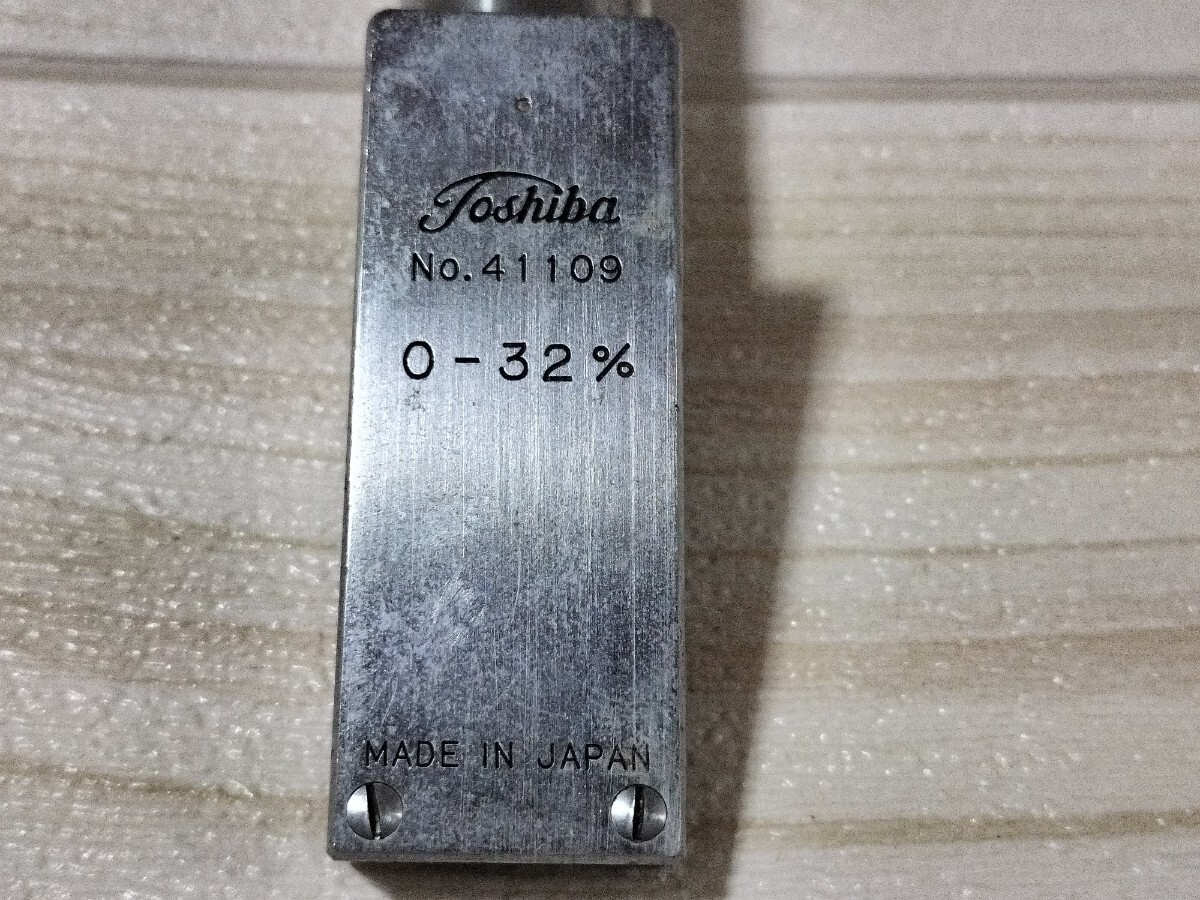 Toshiba
No. 41109
0-32%
MADE IN JAPAN